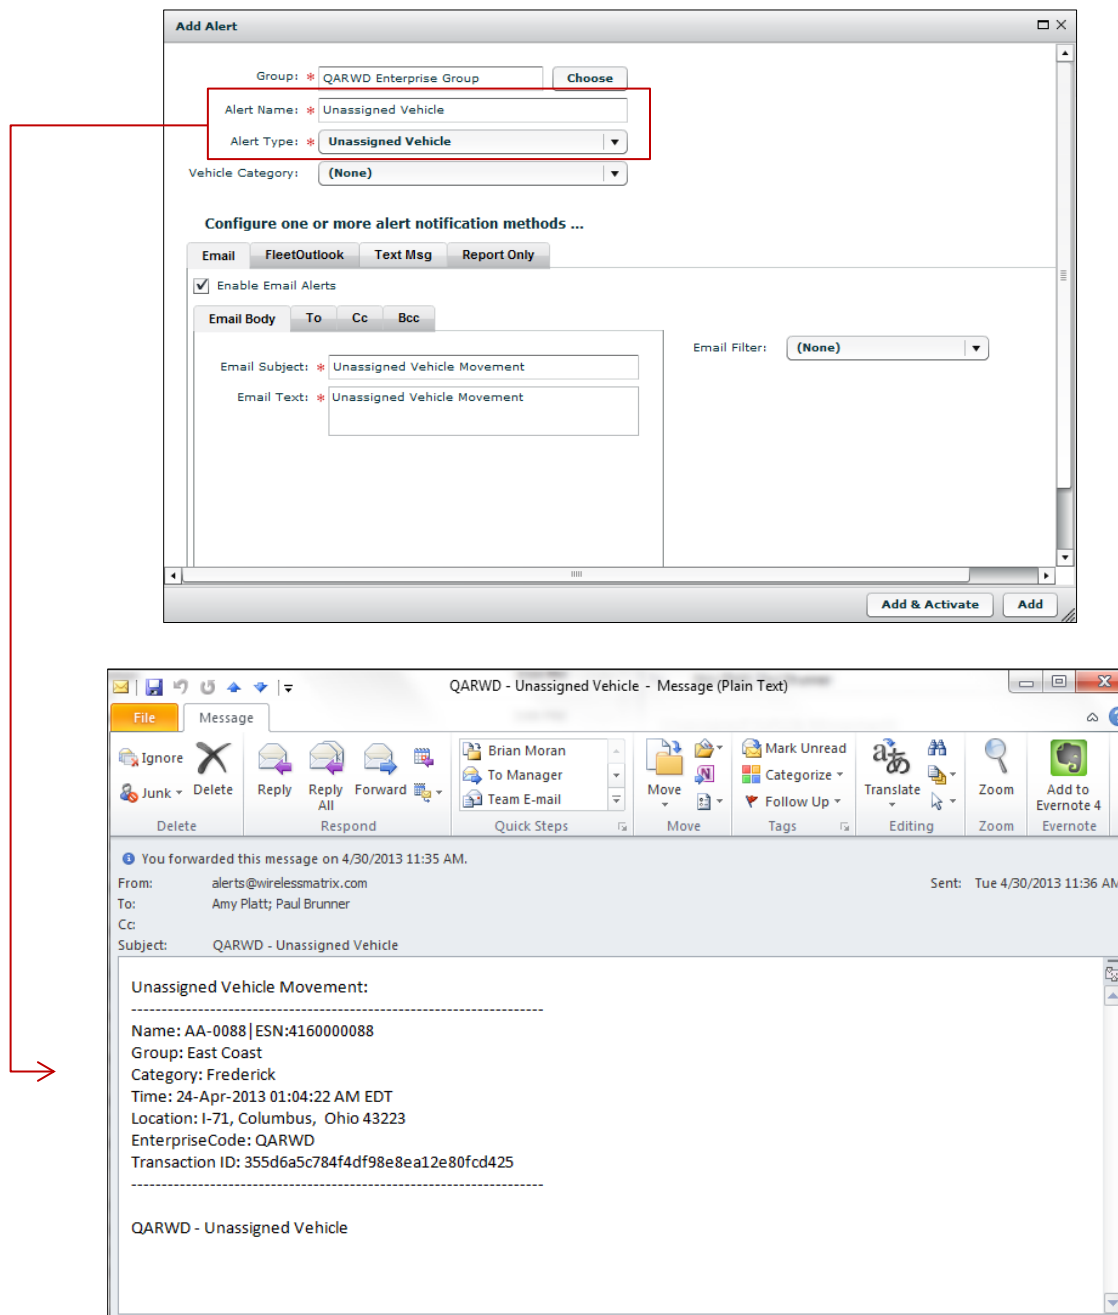 Add Alert
Group: * QARWD Enterprise Group Choose
Alert Name: * Unassigned Vehicle
Alert Type: * Unassigned Vehicle
Vehicle Category: (None)
Configure one or more alert notification methods ...
Email FleetOutlook Text Msg Report Only
Enable Email Alerts
Email Body To Cc Bcc
Email Filter: (None)
Email Subject: * Unassigned Vehicle Movement
Email Text: * Unassigned Vehicle Movement
Add & Activate Add
QARWD - Unassigned Vehicle - Message (Plain Text)
File Message
Ignore
Junk
Delete
Reply
Reply All
Forward
Brian Moran
To Manager
Team E-mail
Move
Mark Unread
Categorize
Follow Up
Translate
Zoom
Add to Evernote 4
Delete Respond Quick Steps Move Tags Editing Zoom Evernote
You forwarded this message on 4/30/2013 11:35 AM.
From: alerts@wirelessmatrix.com Sent: Tue 4/30/2013 11:36 AM
To: Amy Platt; Paul Brunner
Cc:
Subject: QARWD - Unassigned Vehicle
Unassigned Vehicle Movement:
--------------------------------------------------------------------
Name: AA-0088|ESN:4160000088
Group: East Coast
Category: Frederick
Time: 24-Apr-2013 01:04:22 AM EDT
Location: I-71, Columbus,  Ohio 43223
EnterpriseCode: QARWD
Transaction ID: 355d6a5c784f4df98e8ea12e80fcd425
--------------------------------------------------------------------
QARWD - Unassigned Vehicle